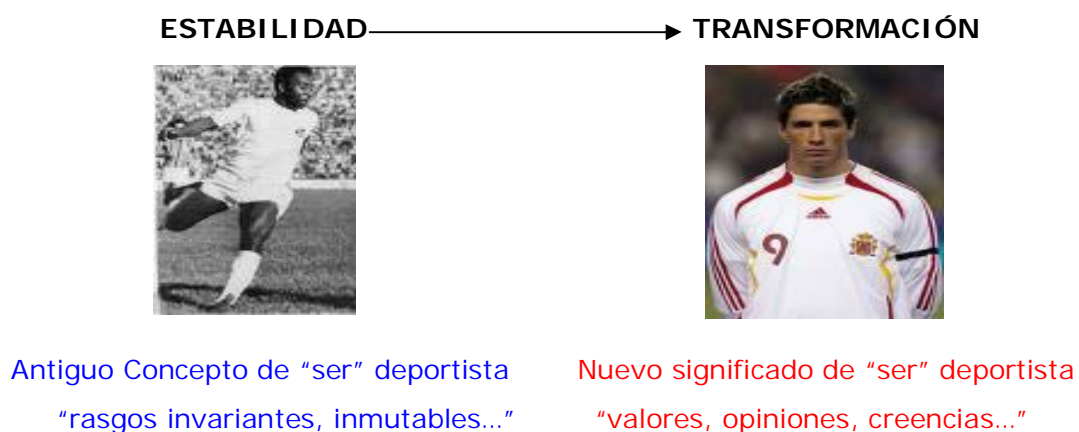 ESTABILIDAD TRANSFORMACIÓN
9
Antiguo Concepto de “ser” deportista
“rasgos invariantes, inmutables...”
Nuevo significado de “ser” deportista
“valores, opiniones, creencias...”